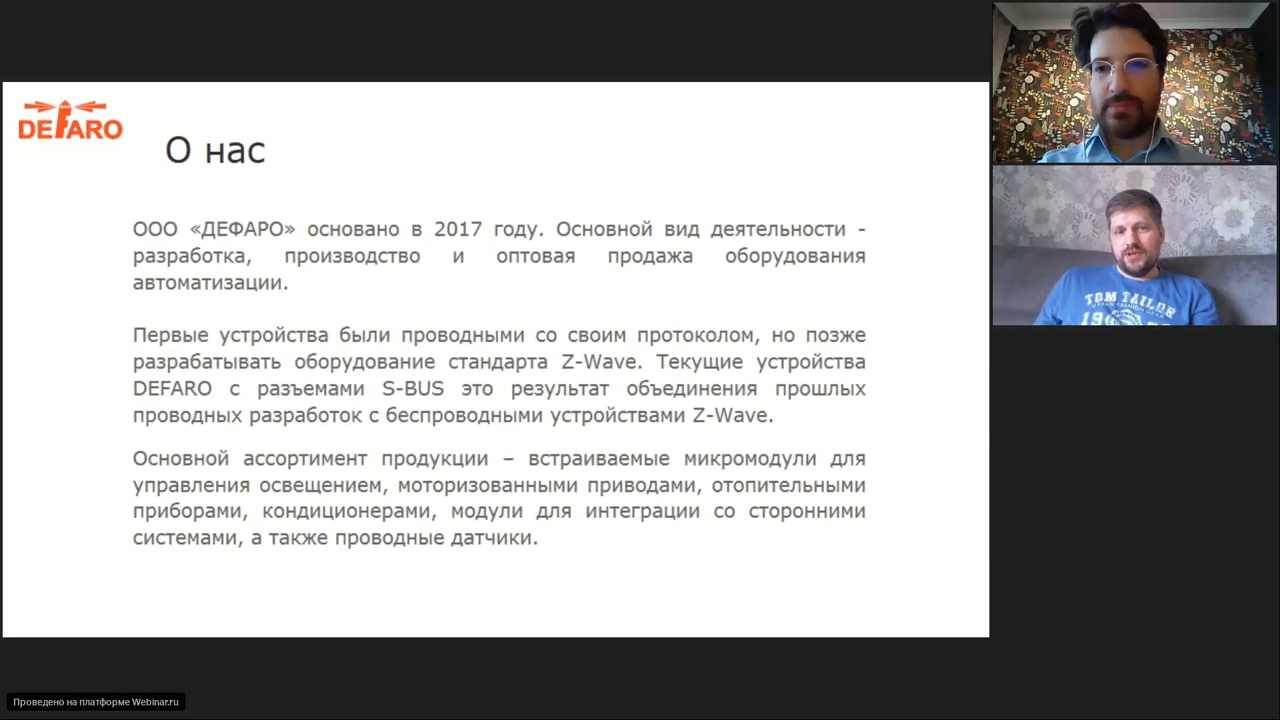 DEFARO
О нас
ООО «ДЕФАРО» основано в 2017 году. Основной вид деятельности -
разработка, производство и оптовая продажа оборудования
автоматизации.
Первые устройства были проводными со своим протоколом, но позже
разрабатывать оборудование стандарта Z-Wave. Текущие устройства
DEFARO с разъемами S-BUS это результат объединения прошлых
проводных разработок с беспроводными устройствами Z-Wave.
Основной ассортимент продукции – встраиваемые микромодули для
управления освещением, моторизованными приводами, отопительными
приборами, кондиционерами, модули для интеграции со сторонними
системами, а также проводные датчики.
TOM TAILOR
Проведено на платформе Webinar.ru